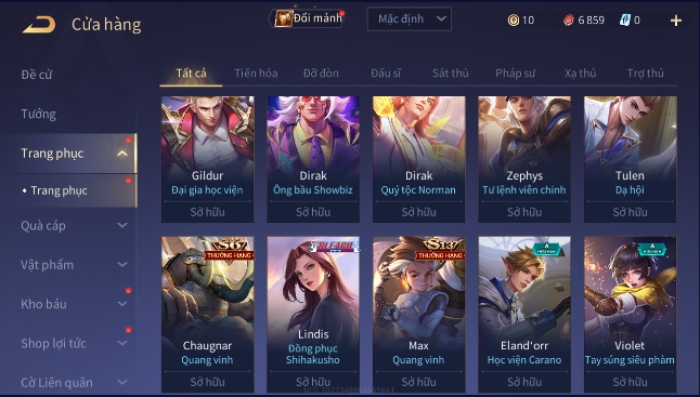 Cửa hàng
Đổi mảnh
Mặc định
10
6 859
0
Đề cử
Tướng
Trang phục
• Trang phục
Quà cáp
Vật phẩm
Kho báu
Shop lợi tức
Cờ Liên quân
Tất cả
Tiến hóa
Đỡ đòn
Đấu sĩ
Sát thủ
Pháp sư
Xạ thủ
Trợ thủ
Gildur
Đại gia học viện
Sở hữu
Dirak
Ông bầu Showbiz
Sở hữu
Dirak
Quý tộc Norman
Sở hữu
Zephys
Tư lệnh viễn chinh
Sở hữu
Tulen
Dạ hội
Sở hữu
THƯỢNG HẠNG
Chaugnar
Quang vinh
Sở hữu
BLEACH
Lindis
Đồng phục
Shihakusho
Sở hữu
THƯỢNG HẠNG
Max
Quang vinh
Sở hữu
A
Eland'orr
Học viện Carano
Sở hữu
A
Violet
Tay súng siêu phàm
Sở hữu